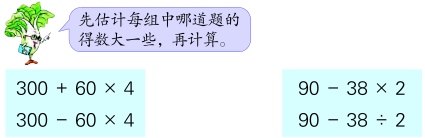 先估计每组中哪道题的
得数大一些，再计算。
300 + 60 × 4
300 − 60 × 4
90 − 38 × 2
90 − 38 ÷ 2